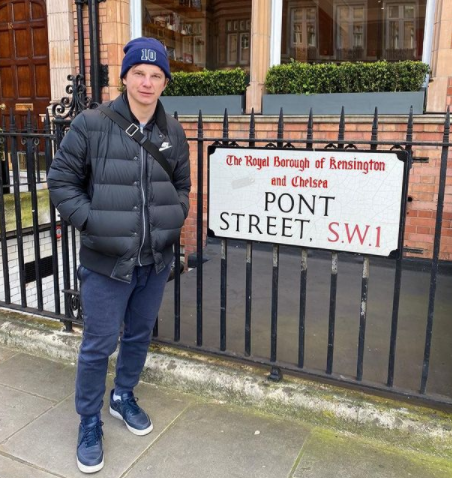 10
The Royal Borough of Kensington
and Chelsea
PONT
STREET, S.W.1